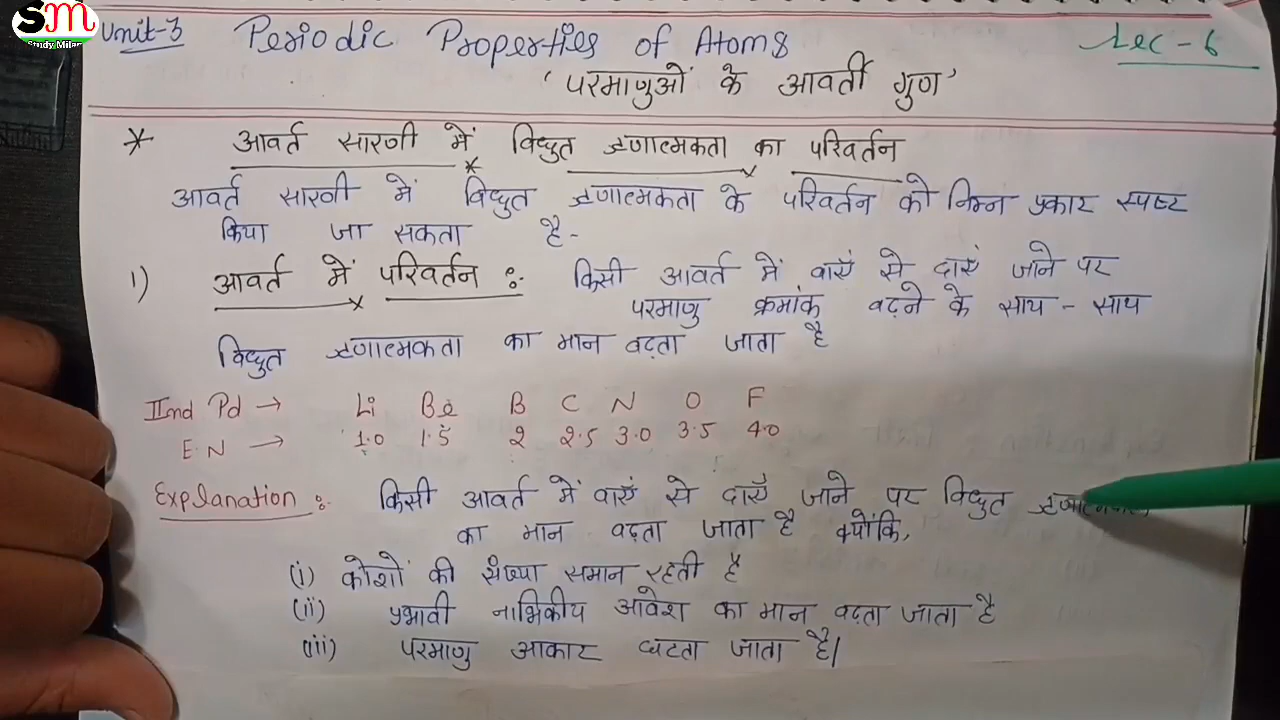 SM
Study Milan
Unit-3 Periodic Properties of Atoms Lec-6
'परमाणुओं के आवर्ती गुण'
* आवर्त सारणी में विद्युत ऋणात्मकता का परिवर्तन
आवर्त सारणी में विद्युत ऋणात्मकता के परिवर्तन को निम्न प्रकार स्पष्ट
किया जा सकता है-
1) आवर्त में परिवर्तन :- किसी आवर्त में वाएं से दाएं जाने पर
परमाणु क्रमांक बढ़ने के साथ-साथ
विद्युत ऋणात्मकता का मान बढ़ता जाता है
IInd Pd → Li Be B C N O F
E.N → 1.0 1.5 2 2.5 3.0 3.5 4.0
Explanation :- किसी आवर्त में वाएं से दाएँ जाने पर विद्युत
का मान बढ़ता जाता है क्योंकि,
(i) कोशों की संख्या समान रहती है
(ii) प्रभावी नाभिकीय आवेश का मान बढ़ता जाता है
(iii) परमाणु आकार घटता जाता है।